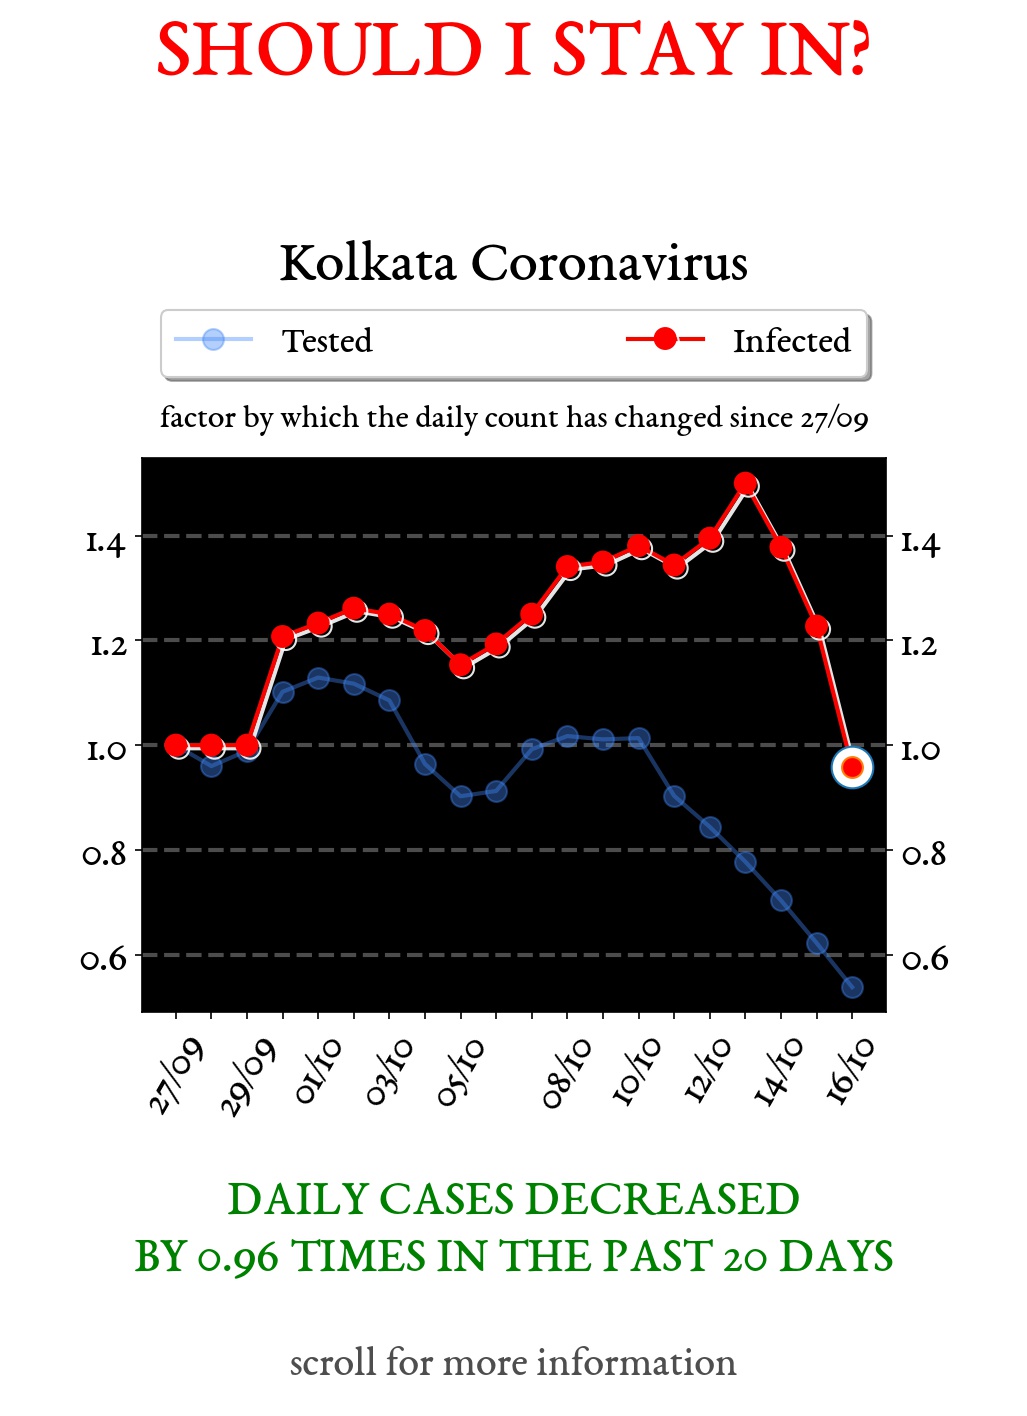 SHOULD I STAY IN?
Kolkata Coronavirus
Tested Infected
factor by which the daily count has changed since 27/09
1.4 1.4
1.2 1.2
1.0 1.0
0.8 0.8
0.6 0.6
27/09 29/09 01/10 03/10 05/10 08/10 10/10 12/10 14/10 16/10
DAILY CASES DECREASED
BY 0.96 TIMES IN THE PAST 20 DAYS
scroll for more information